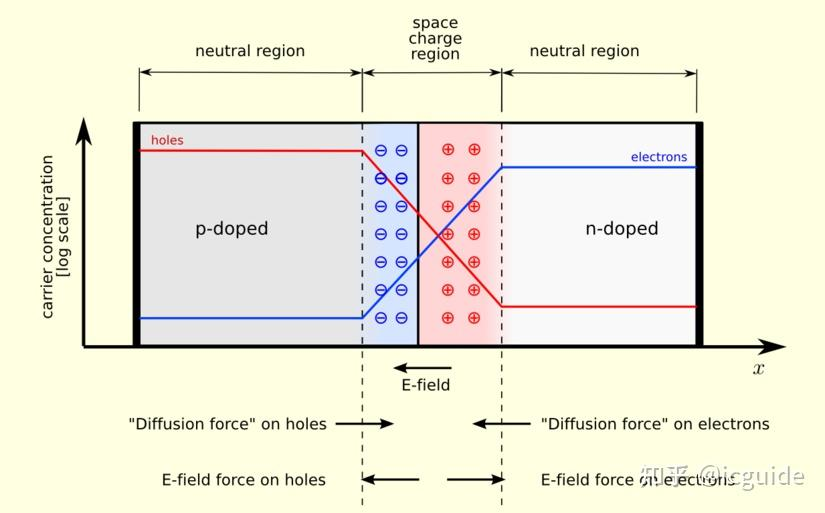 space
charge
region
neutral region
neutral region
holes
electrons
carrier concentration
[log scale]
p-doped
n-doped
x
E-field
"Diffusion force" on holes
"Diffusion force" on electrons
E-field force on holes
E-field force on electrons
知乎 @icguide